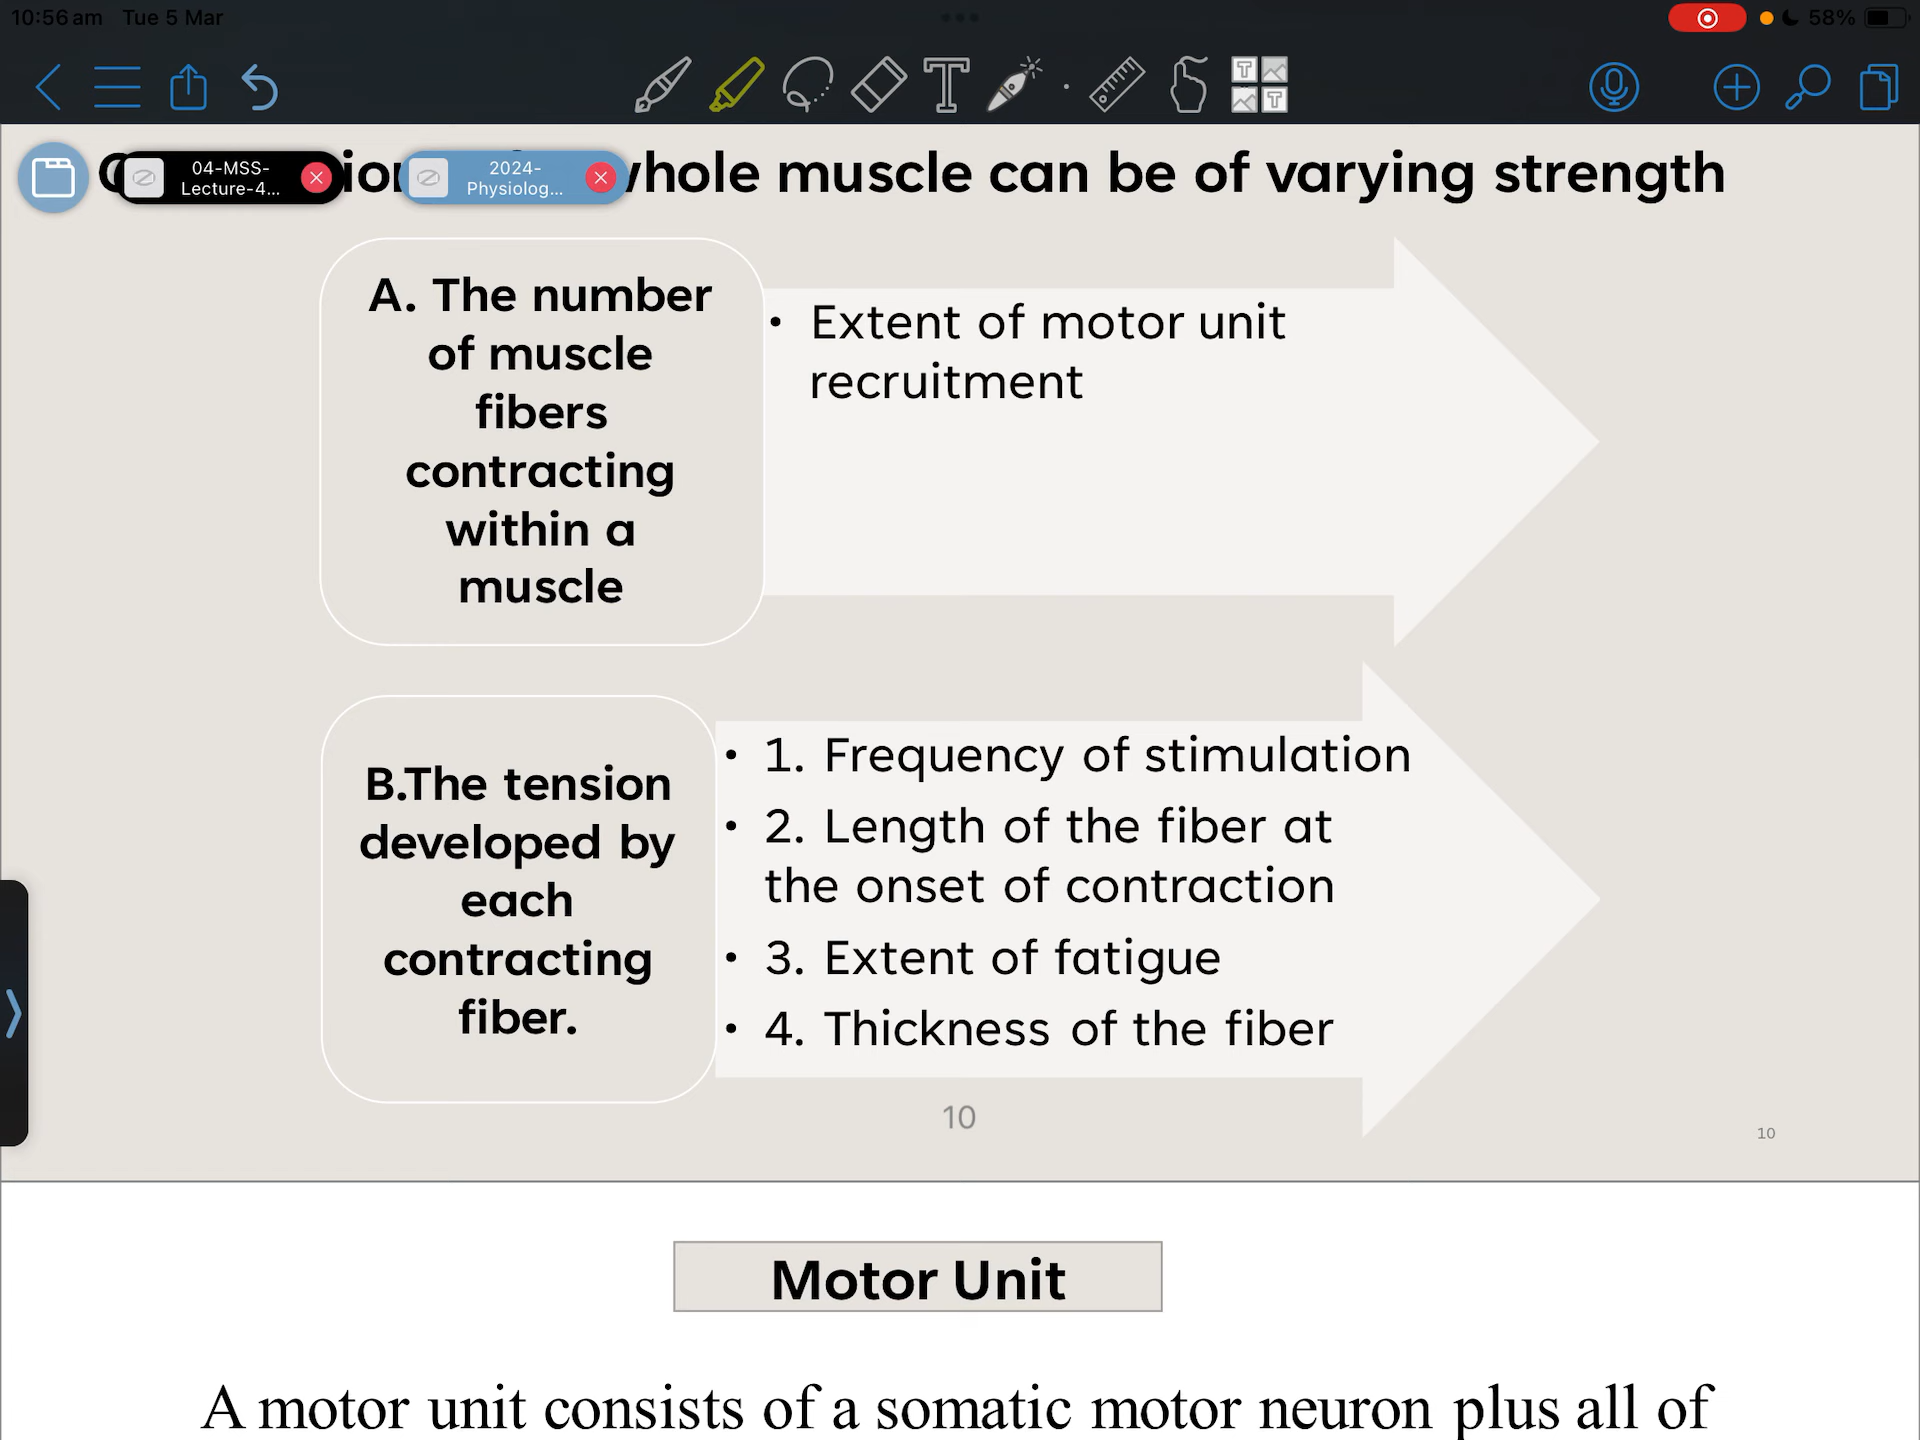 10:56 am Tue 5 Mar
58%
04-MSS-
Lecture-4...
2024-
Physiolog...
whole muscle can be of varying strength
A. The number
of muscle
fibers
contracting
within a
muscle
• Extent of motor unit
recruitment
B.The tension
developed by
each
contracting
fiber.
• 1. Frequency of stimulation
• 2. Length of the fiber at
the onset of contraction
• 3. Extent of fatigue
• 4. Thickness of the fiber
10
10
Motor Unit
A motor unit consists of a somatic motor neuron plus all of